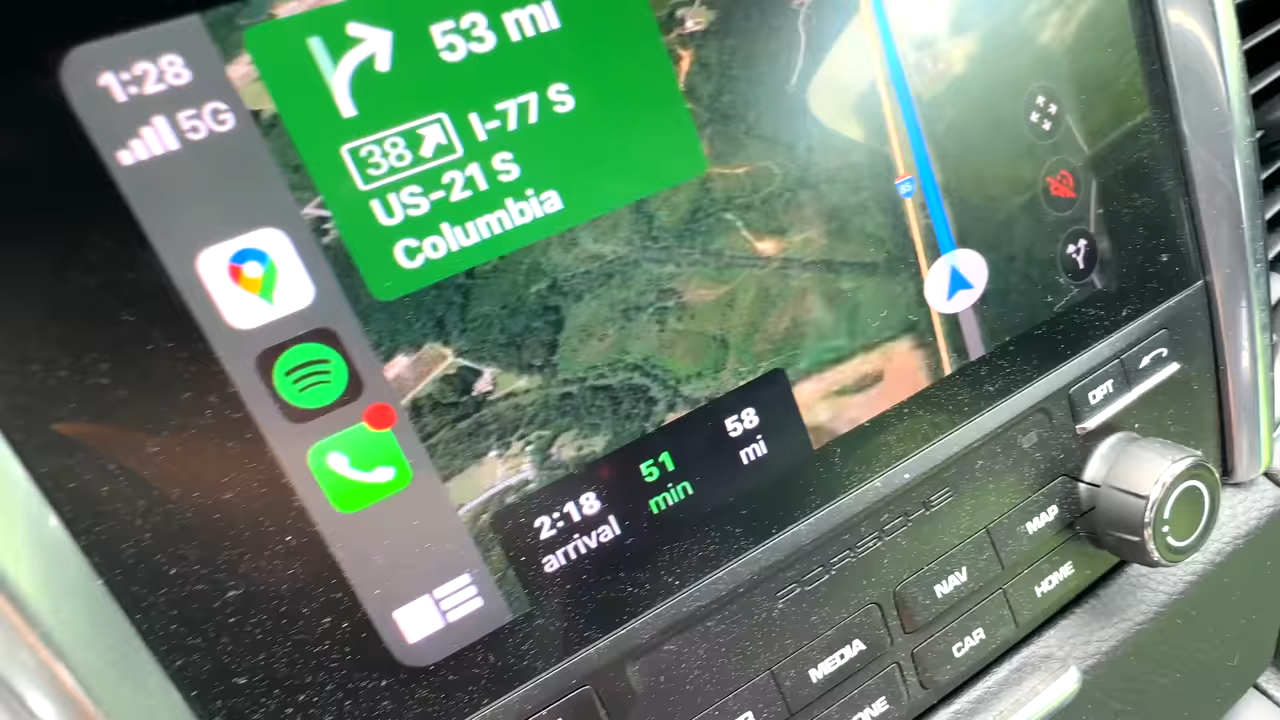 1:28
5G
53 mi
38 I-77 S
US-21 S
Columbia
85
2:18
arrival
51
min
58
mi
OPT
PORSCHE
NAV
MAP
MEDIA
CAR
HOME